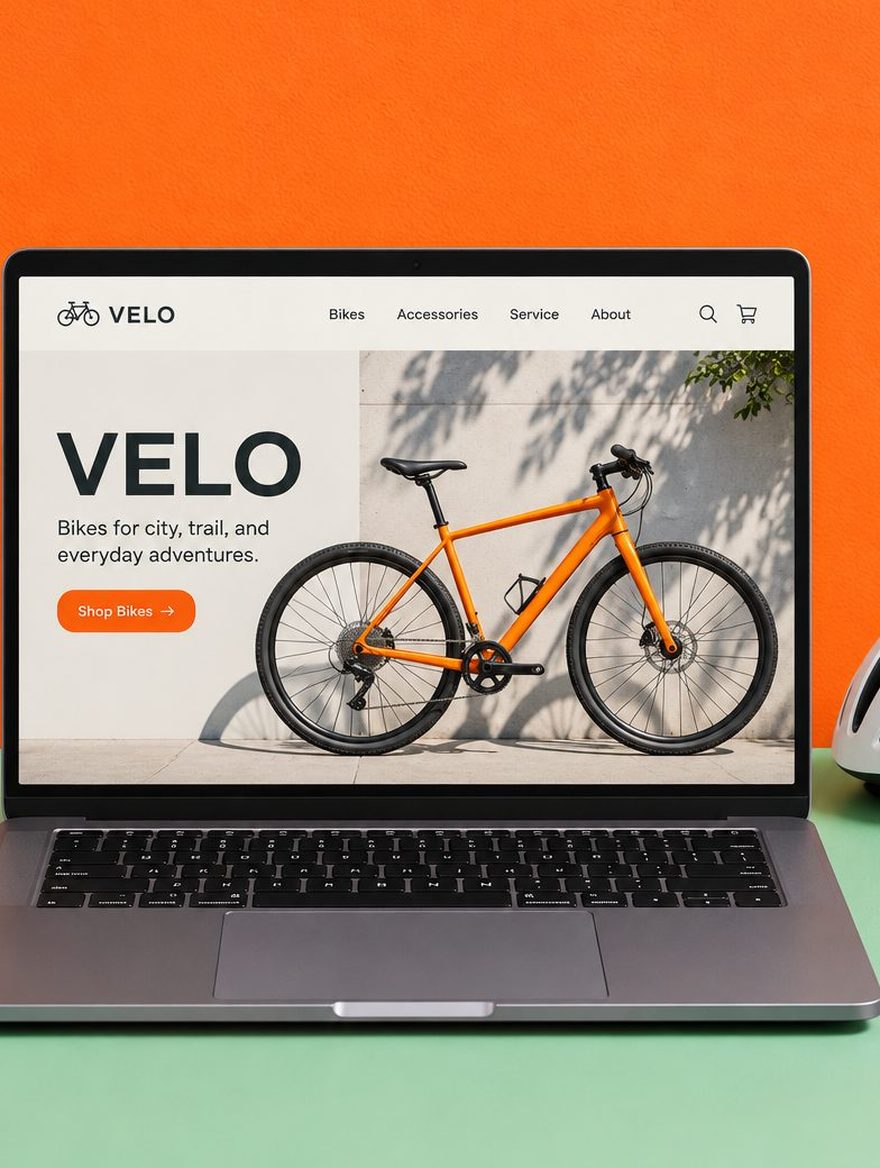 VELO
Bikes Accessories Service About
VELO
Bikes for city, trail, and
everyday adventures.
Shop Bikes →